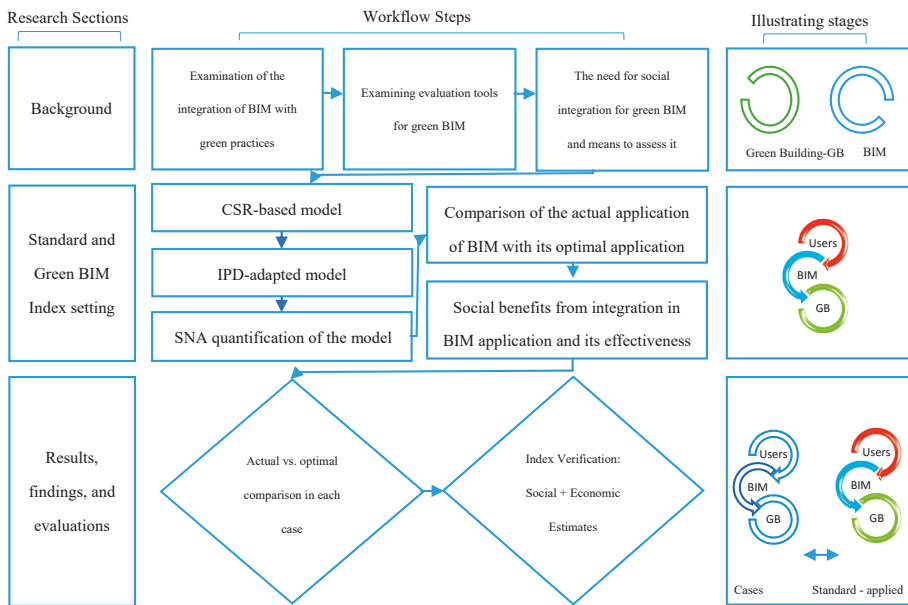 Research Sections
Workflow Steps
Illustrating stages
Background
Examination of the
integration of BIM with
green practices
Examining evaluation tools
for green BIM
The need for social
integration for green BIM
and means to assess it
Green Building-GB
BIM
Standard and
Green BIM
Index setting
CSR-based model
IPD-adapted model
SNA quantification of the model
Comparison of the actual application
of BIM with its optimal application
Social benefits from integration in
BIM application and its effectiveness
Users
BIM
GB
Results,
findings, and
evaluations
Actual vs. optimal
comparison in each
case
Index Verification:
Social + Economic
Estimates
Users
BIM
GB
Users
BIM
GB
Cases
Standard - applied